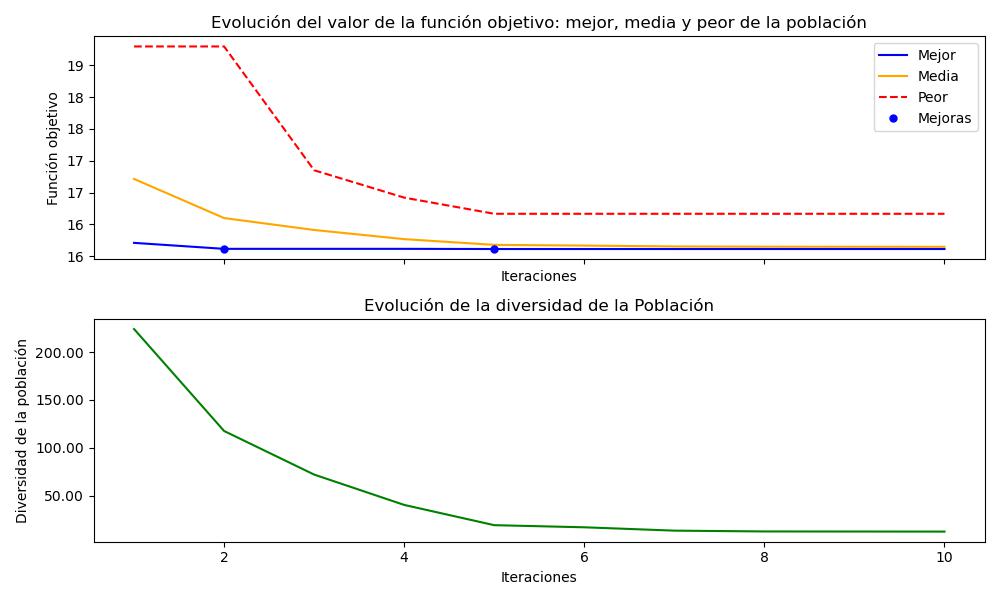 Evolución del valor de la función objetivo: mejor, media y peor de la población
19
18
18
17
17
16
16
Función objetivo
Mejor
Media
Peor
Mejoras
Iteraciones
Evolución de la diversidad de la Población
200.00
150.00
100.00
50.00
Diversidad de la población
2
4
6
8
10
Iteraciones